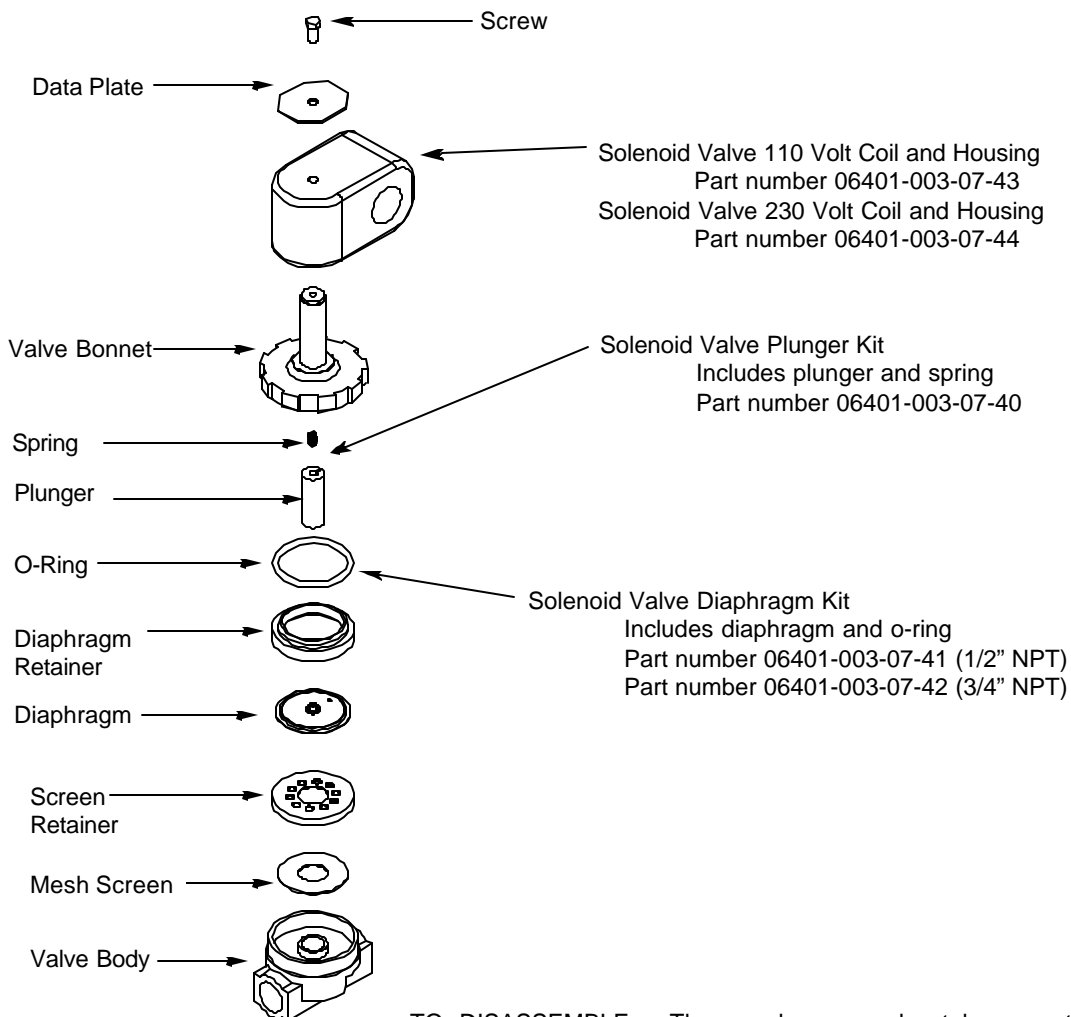 Screw
Data Plate
Solenoid Valve 110 Volt Coil and Housing
Part number 06401-003-07-43
Solenoid Valve 230 Volt Coil and Housing
Part number 06401-003-07-44
Valve Bonnet
Solenoid Valve Plunger Kit
Includes plunger and spring
Part number 06401-003-07-40
Spring
Plunger
O-Ring
Solenoid Valve Diaphragm Kit
Includes diaphragm and o-ring
Part number 06401-003-07-41 (1/2” NPT)
Part number 06401-003-07-42 (3/4” NPT)
Diaphragm
Retainer
Diaphragm
Screen
Retainer
Mesh Screen
Valve Body